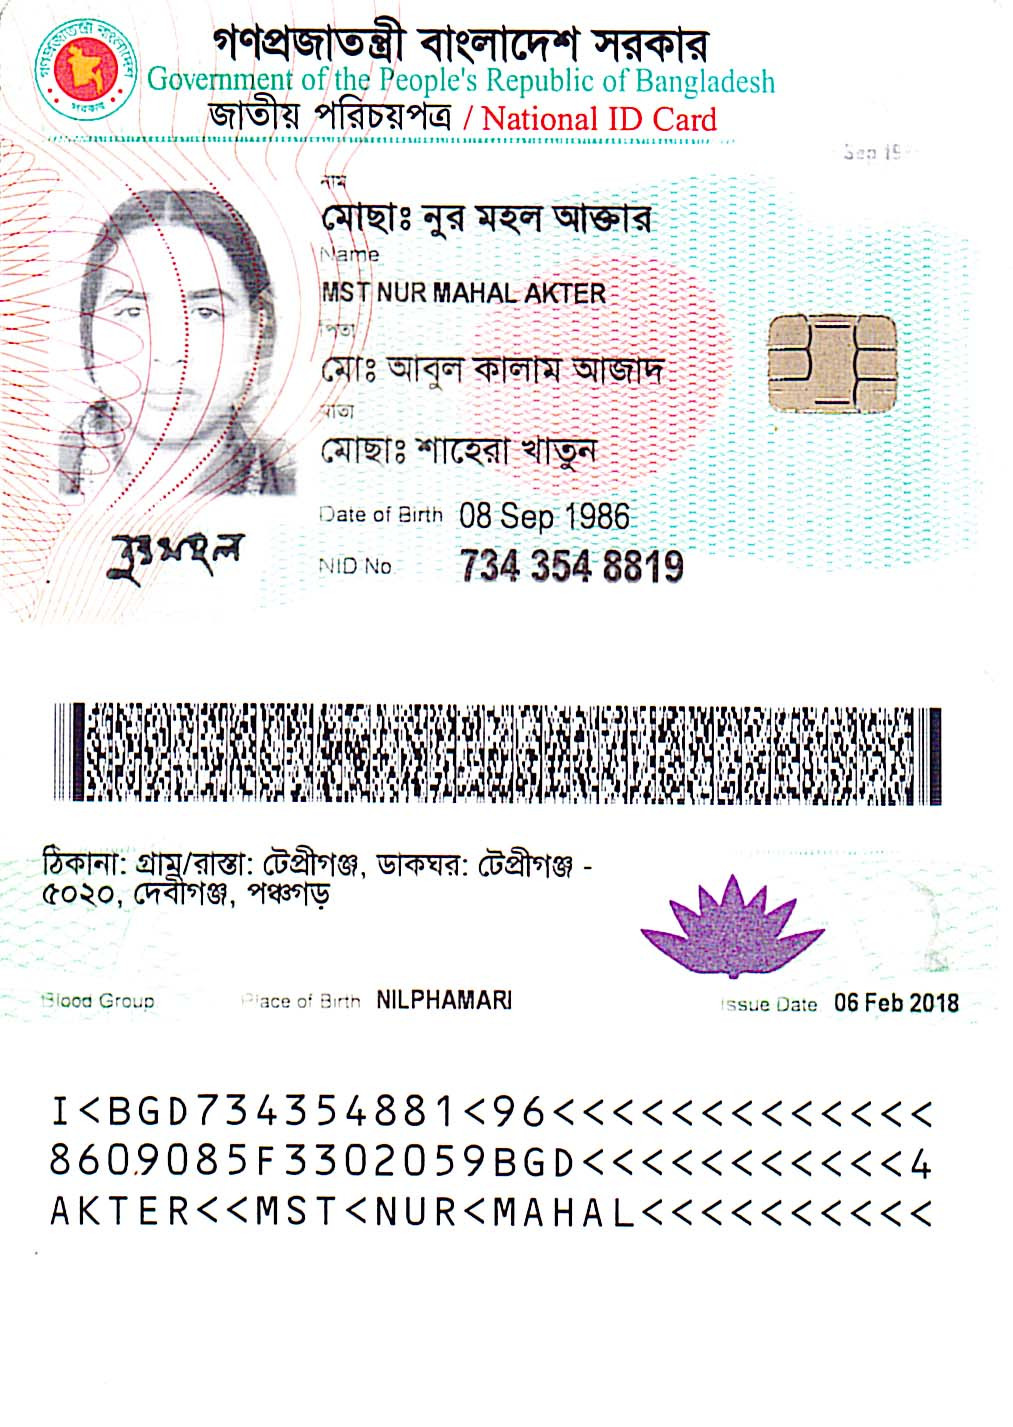 গণপ্রজাতন্ত্রী বাংলাদেশ সরকার
Government of the People's Republic of Bangladesh
জাতীয় পরিচয়পত্র / National ID Card
নাম
মোছাঃ নুর মহল আক্তার
Name
MST NUR MAHAL AKTER
পিতা
মোঃ আবুল কালাম আজাদ
মাতা
মোছাঃ শাহেরা খাতুন
Date of Birth 08 Sep 1986
NID No. 734 354 8819
নুরমহল
ঠিকানা: গ্রাম/রাস্তা: টেপ্রীগঞ্জ, ডাকঘর: টেপ্রীগঞ্জ -
৫০২০, দেবীগঞ্জ, পঞ্চগড়
Blood Group Place of Birth NILPHAMARI Issue Date 06 Feb 2018
I<BGD734354881<96<<<<<<<<<<<<<
8609085F3302059BGD<<<<<<<<<<<4
AKTER<<MST<NUR<MAHAL<<<<<<<<<<